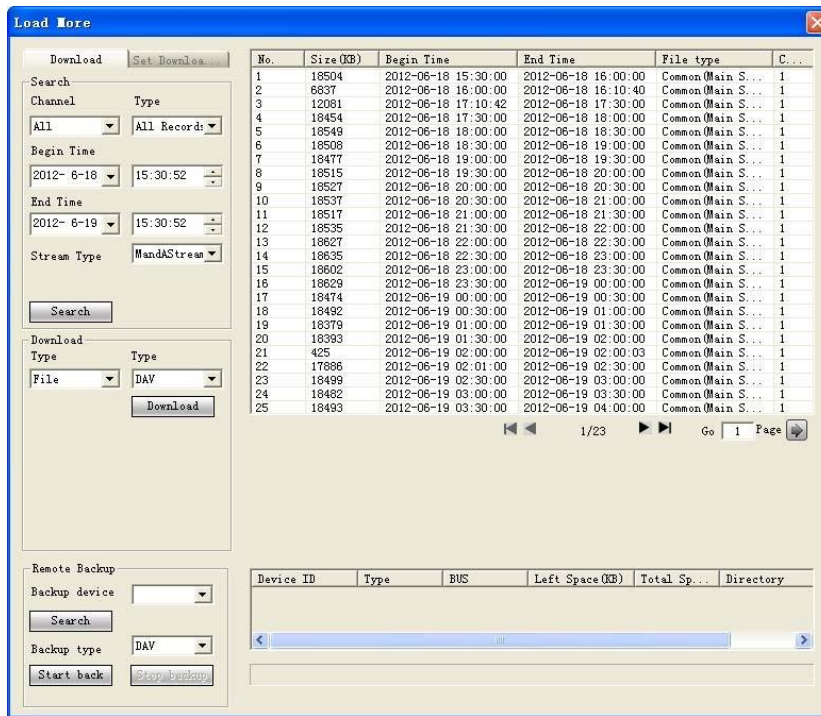 Load More
Download Set Downloa...
Search
Channel Type
All All Record:
Begin Time
2012- 6-18 15:30:52
End Time
2012- 6-19 15:30:52
Stream Type MandAStream
Search
Download
Type Type
File DAV
Download
Remote Backup
Backup device
Search
Backup type DAV
Start back Stop backup
No. Size(KB) Begin Time End Time File type C...
1 18504 2012-06-18 15:30:00 2012-06-18 16:00:00 Common(Main S... 1
2 6837 2012-06-18 16:00:00 2012-06-18 16:10:40 Common(Main S... 1
3 12081 2012-06-18 17:10:42 2012-06-18 17:30:00 Common(Main S... 1
4 18454 2012-06-18 17:30:00 2012-06-18 18:00:00 Common(Main S... 1
5 18549 2012-06-18 18:00:00 2012-06-18 18:30:00 Common(Main S... 1
6 18508 2012-06-18 18:30:00 2012-06-18 19:00:00 Common(Main S... 1
7 18477 2012-06-18 19:00:00 2012-06-18 19:30:00 Common(Main S... 1
8 18515 2012-06-18 19:30:00 2012-06-18 20:00:00 Common(Main S... 1
9 18527 2012-06-18 20:00:00 2012-06-18 20:30:00 Common(Main S... 1
10 18537 2012-06-18 20:30:00 2012-06-18 21:00:00 Common(Main S... 1
11 18517 2012-06-18 21:00:00 2012-06-18 21:30:00 Common(Main S... 1
12 18535 2012-06-18 21:30:00 2012-06-18 22:00:00 Common(Main S... 1
13 18627 2012-06-18 22:00:00 2012-06-18 22:30:00 Common(Main S... 1
14 18635 2012-06-18 22:30:00 2012-06-18 23:00:00 Common(Main S... 1
15 18602 2012-06-18 23:00:00 2012-06-18 23:30:00 Common(Main S... 1
16 18629 2012-06-18 23:30:00 2012-06-19 00:00:00 Common(Main S... 1
17 18474 2012-06-19 00:00:00 2012-06-19 00:30:00 Common(Main S... 1
18 18492 2012-06-19 00:30:00 2012-06-19 01:00:00 Common(Main S... 1
19 18379 2012-06-19 01:00:00 2012-06-19 01:30:00 Common(Main S... 1
20 18393 2012-06-19 01:30:00 2012-06-19 02:00:00 Common(Main S... 1
21 425 2012-06-19 02:00:00 2012-06-19 02:00:03 Common(Main S... 1
22 17886 2012-06-19 02:01:00 2012-06-19 02:30:00 Common(Main S... 1
23 18499 2012-06-19 02:30:00 2012-06-19 03:00:00 Common(Main S... 1
24 18482 2012-06-19 03:00:00 2012-06-19 03:30:00 Common(Main S... 1
25 18493 2012-06-19 03:30:00 2012-06-19 04:00:00 Common(Main S... 1
1/23 Go 1 Page
Device ID Type BUS Left Space(KB) Total Sp... Directory